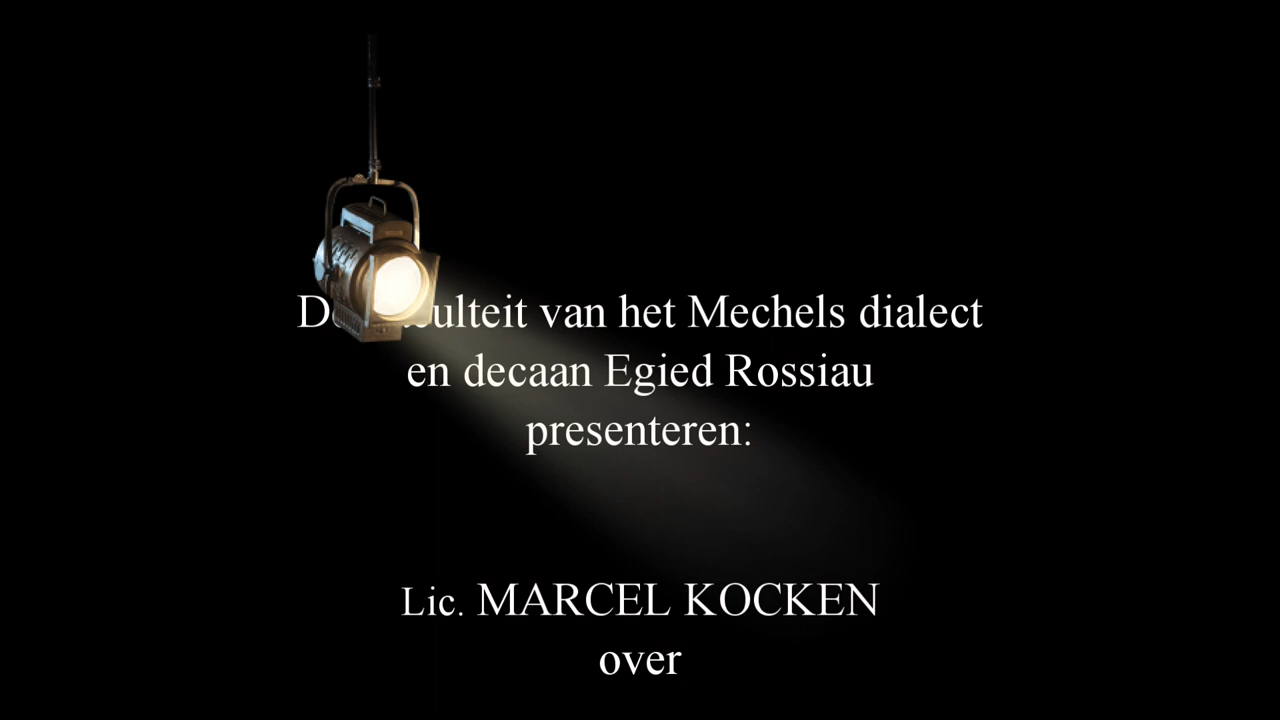 van het Mechels dialect
en decaan Egied Rossiau
presenteren:
Lic. MARCEL KOCKEN
over